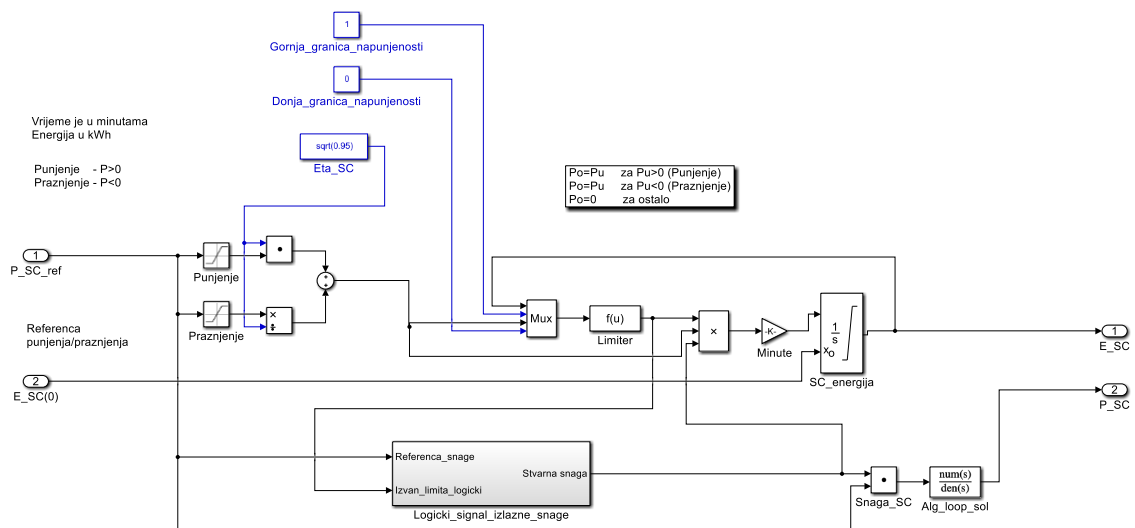 1
Gornja_granica_napunjenosti
0
Donja_granica_napunjenosti
Vrijeme je u minutama
Energija u kWh
sqrt(0.95)
Eta_SC
Punjenje - P>0
Praznjenje - P<0
Po=Pu za Pu>0 (Punjenje)
Po=Pu za Pu<0 (Praznjenje)
Po=0 za ostalo
1
P_SC_ref
Punjenje
×
÷
Praznjenje
+
+
Mux
f(u)
Limiter
×
-K-
Minute
1
s
xo
SC_energija
1
E_SC
Referenca
punjenja/praznjenja
2
E_SC(0)
2
P_SC
Referenca_snage
Stvarna snaga
Izvan_limita_logicki
Logicki_signal_izlazne_snage
Snaga_SC
num(s)
den(s)
Alg_loop_sol